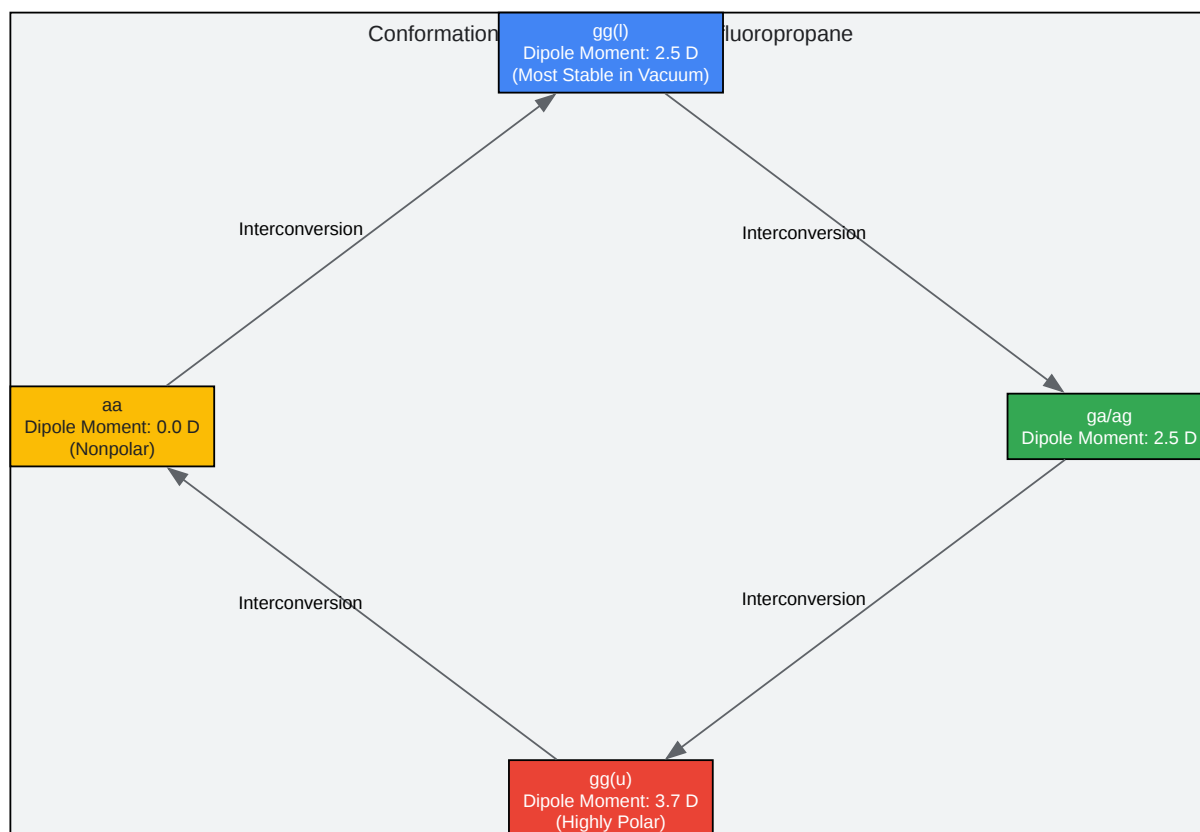 Conformation
fluoropropane
gg(l)
Dipole Moment: 2.5 D
(Most Stable in Vacuum)
Interconversion
Interconversion
aa
Dipole Moment: 0.0 D
(Nonpolar)
ga/ag
Dipole Moment: 2.5 D
Interconversion
Interconversion
gg(u)
Dipole Moment: 3.7 D
(Highly Polar)